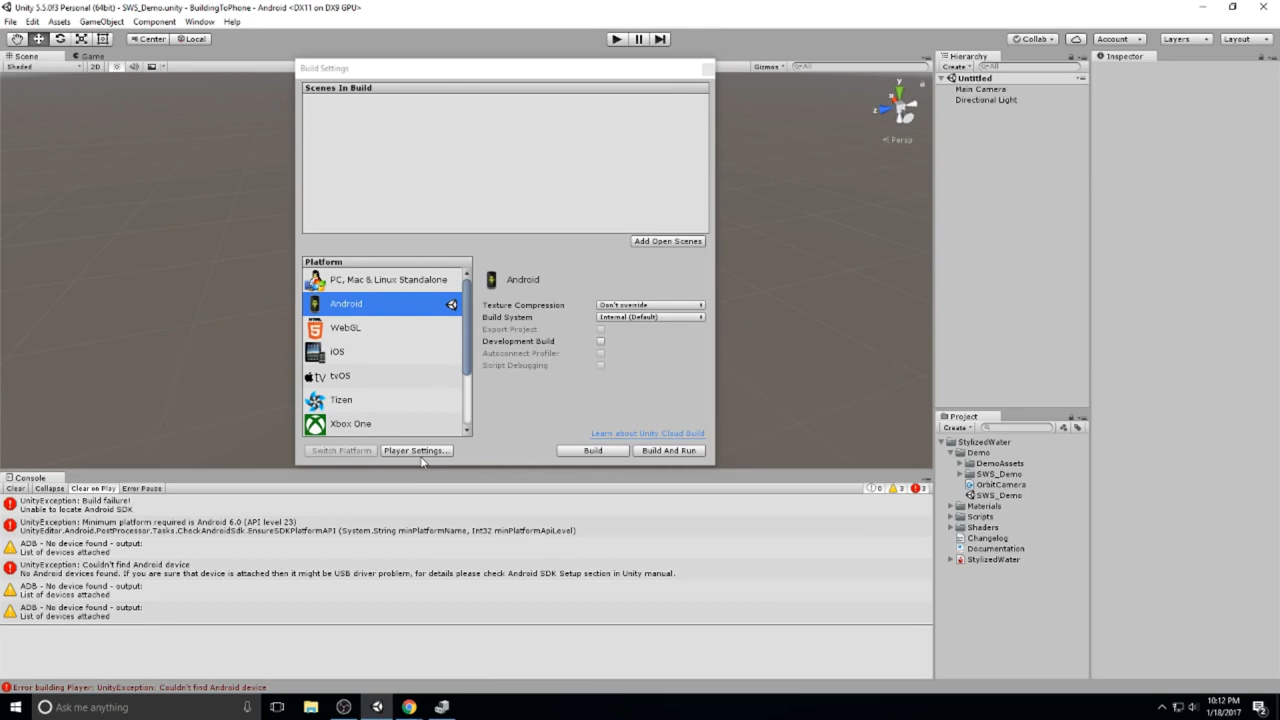 Unity 5.5.0f3 Personal (64bit) - SWS_Demo.unity - BuildingToPhone - Android <DX11 on DX9 GPU>
File Edit Assets GameObject Component Window Help
Center Local Collab Account Layers Layout
Scene Game
Shaded 2D Gizmos All
Build Settings
Scenes In Build
Add Open Scenes
Platform
PC, Mac & Linux Standalone
Android
HTML
WebGL
iOS
tv
tvOS
Tizen
Xbox One
Android
Texture Compression Don't override
Build System Internal (Default)
Export Project
Development Build
Autoconnect Profiler
Script Debugging
Learn about Unity Cloud Build
Switch Platform Player Settings... Build Build And Run
y
x
z
Persp
Hierarchy
Create All
Untitled
Main Camera
Directional Light
Inspector
Project
Create
StylizedWater
Demo
DemoAssets
SWS_Demo
OrbitCamera
SWS_Demo
Materials
Scripts
Shaders
Changelog
Documentation
StylizedWater
Console
Clear Collapse Clear on Play Error Pause 0 3 3
UnityException: Build failure!
Unable to locate Android SDK
UnityException: Minimum platform required is Android 6.0 (API level 23)
UnityEditor.Android.PostProcessor.Tasks.CheckAndroidSdk.EnsureSDKPlatformAPI (System.String minPlatformName, Int32 minPlatformApiLevel)
ADB - No device found - output:
List of devices attached
UnityException: Couldn't find Android device
No Android devices found. If you are sure that device is attached then it might be USB driver problem, for details please check Android SDK Setup section in Unity manual.
ADB - No device found - output:
List of devices attached
ADB - No device found - output:
List of devices attached
Error building Player: UnityException: Couldn't find Android device
Ask me anything
10:12 PM
1/18/2017
2